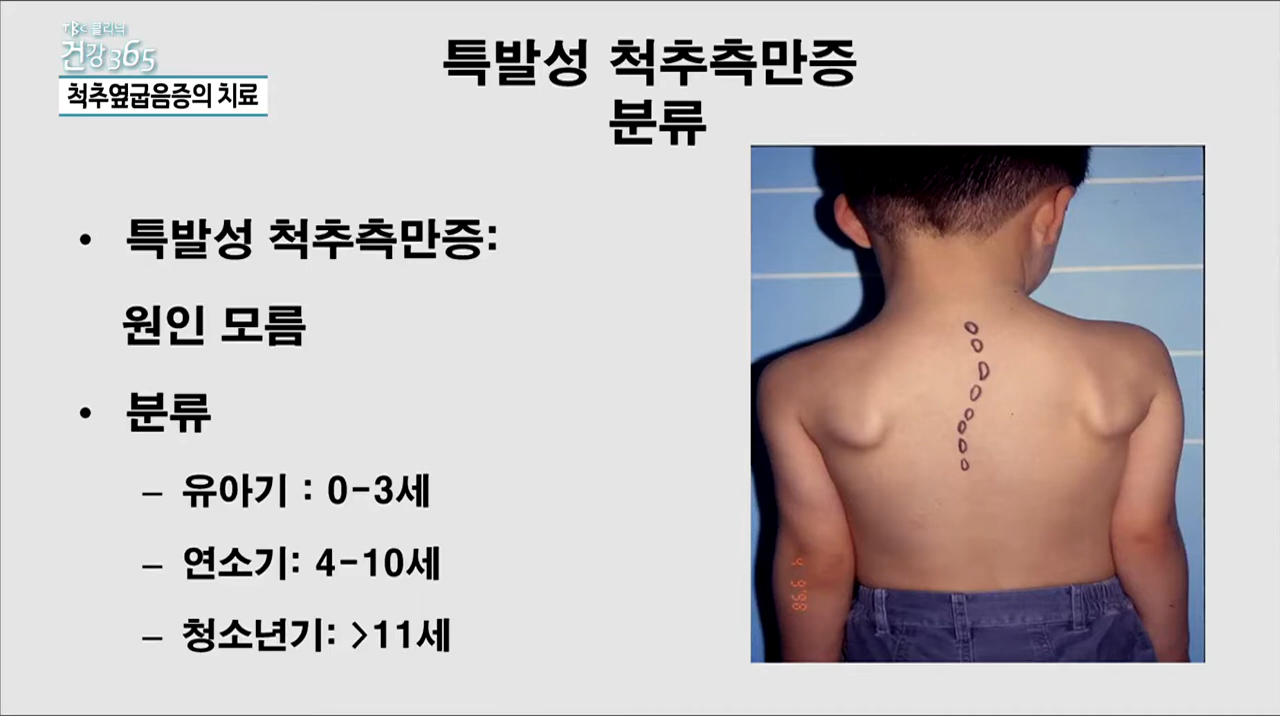 TBC 클리닉
건강365
척추옆굽음증의 치료
특발성 척추측만증
분류
• 특발성 척추측만증:
원인 모름
• 분류
– 유아기 : 0-3세
– 연소기: 4-10세
– 청소년기: >11세